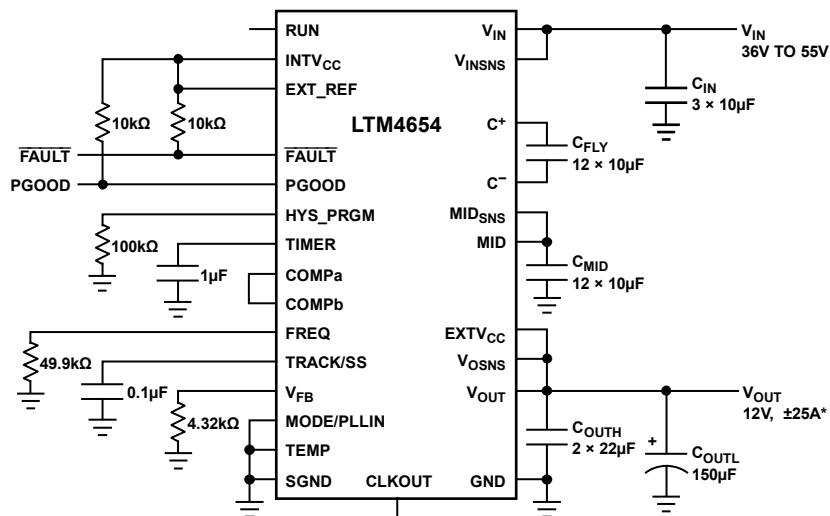 RUN
INTVCC
EXT_REF
10kΩ
10kΩ
FAULT
FAULT
PGOOD
PGOOD
HYS_PRGM
100kΩ
TIMER
1µF
COMPa
COMPb
FREQ
49.9kΩ
TRACK/SS
0.1µF
VFB
4.32kΩ
MODE/PLLIN
TEMP
SGND
CLKOUT
LTM4654
VIN
VINSNS
VIN
36V TO 55V
CIN
3 × 10µF
C+
C–
CFLY
12 × 10µF
MIDSNS
MID
CMID
12 × 10µF
EXTVCC
VOSNS
VOUT
VOUT
12V, ±25A*
COUTH
2 × 22µF
+
COUTL
150µF
GND